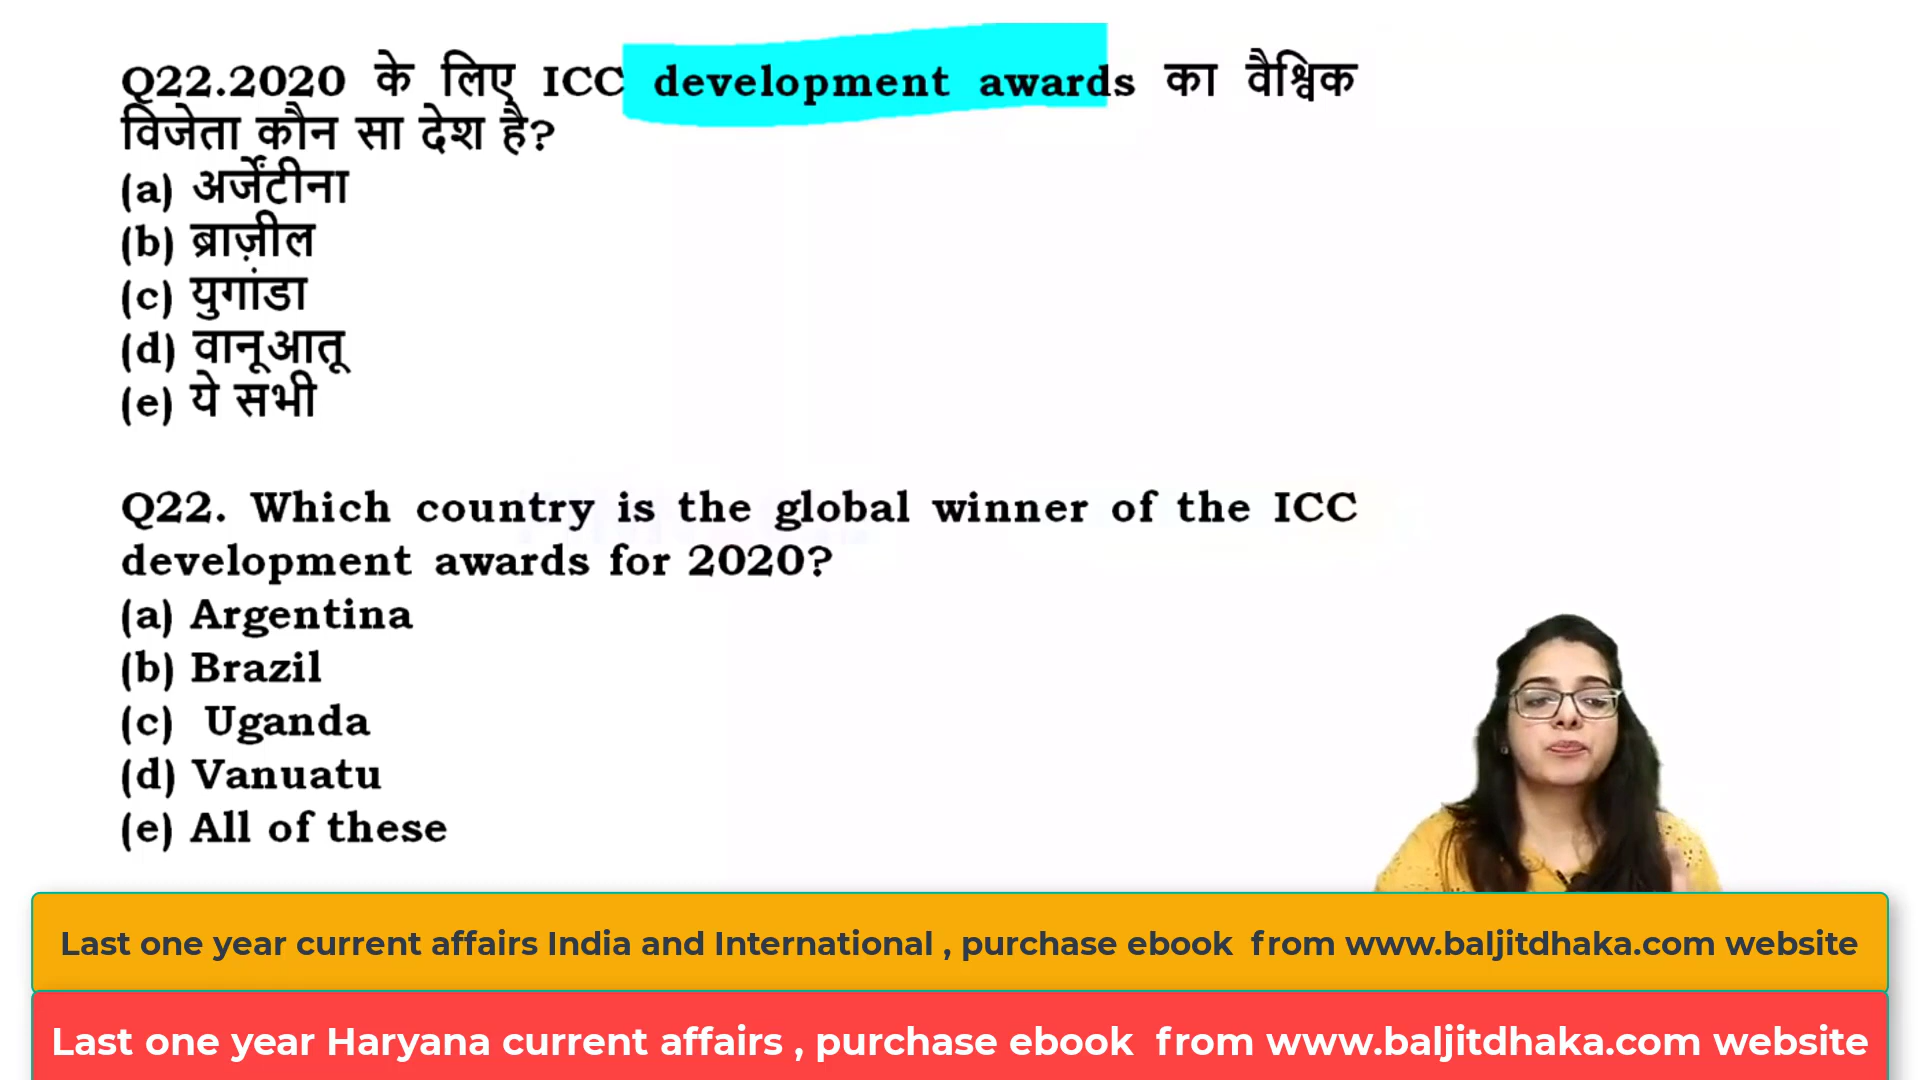 Q22.2020 के लिए ICC development awards का वैश्विक
विजेता कौन सा देश है?
(a) अर्जेंटीना
(b) ब्राज़ील
(c) युगांडा
(d) वानूआतू
(e) ये सभी
Q22. Which country is the global winner of the ICC
development awards for 2020?
(a) Argentina
(b) Brazil
(c) Uganda
(d) Vanuatu
(e) All of these
Last one year current affairs India and International , purchase ebook from www.baljitdhaka.com website
Last one year Haryana current affairs , purchase ebook from www.baljitdhaka.com website